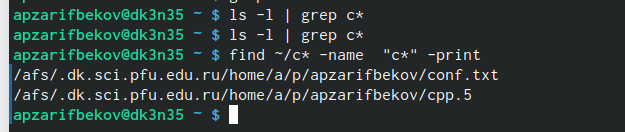 apzarifbekov@dk3n35 ~ $ ls -l | grep c*
apzarifbekov@dk3n35 ~ $ ls -l | grep c*
apzarifbekov@dk3n35 ~ $ find ~/c* -name  "c*" -print
/afs/.dk.sci.pfu.edu.ru/home/a/p/apzarifbekov/conf.txt
/afs/.dk.sci.pfu.edu.ru/home/a/p/apzarifbekov/cpp.5
apzarifbekov@dk3n35 ~ $